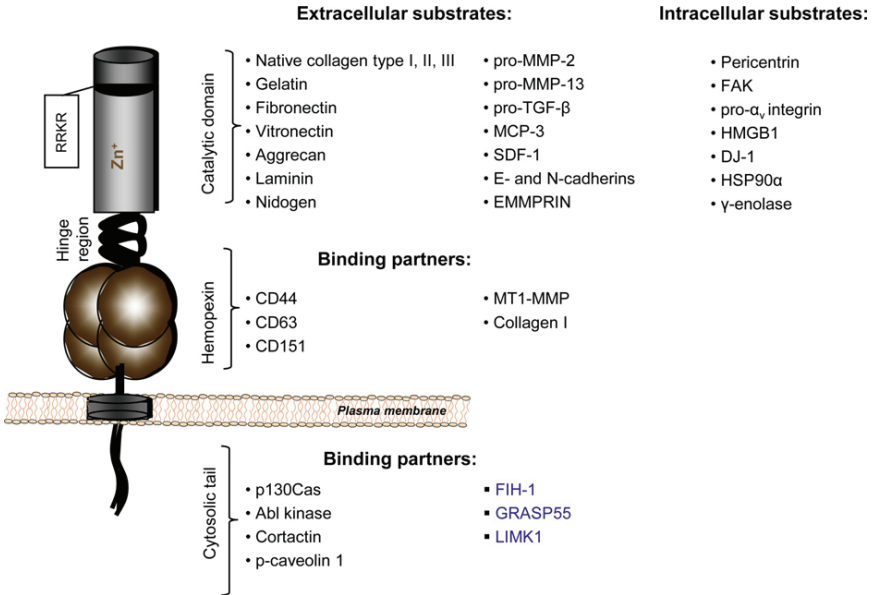 Extracellular substrates:
Intracellular substrates:
RRKR
Zn+
Catalytic domain
• Native collagen type I, II, III
• Gelatin
• Fibronectin
• Vitronectin
• Aggrecan
• Laminin
• Nidogen
• pro-MMP-2
• pro-MMP-13
• pro-TGF-β
• MCP-3
• SDF-1
• E- and N-cadherins
• EMMPRIN
• Pericentrin
• FAK
• pro-αv integrin
• HMGB1
• DJ-1
• HSP90α
• γ-enolase
Hinge
region
Binding partners:
Hemopexin
• CD44
• CD63
• CD151
• MT1-MMP
• Collagen I
Plasma membrane
Binding partners:
Cytosolic tail
• p130Cas
• Abl kinase
• Cortactin
• p-caveolin 1
▪ FIH-1
▪ GRASP55
▪ LIMK1